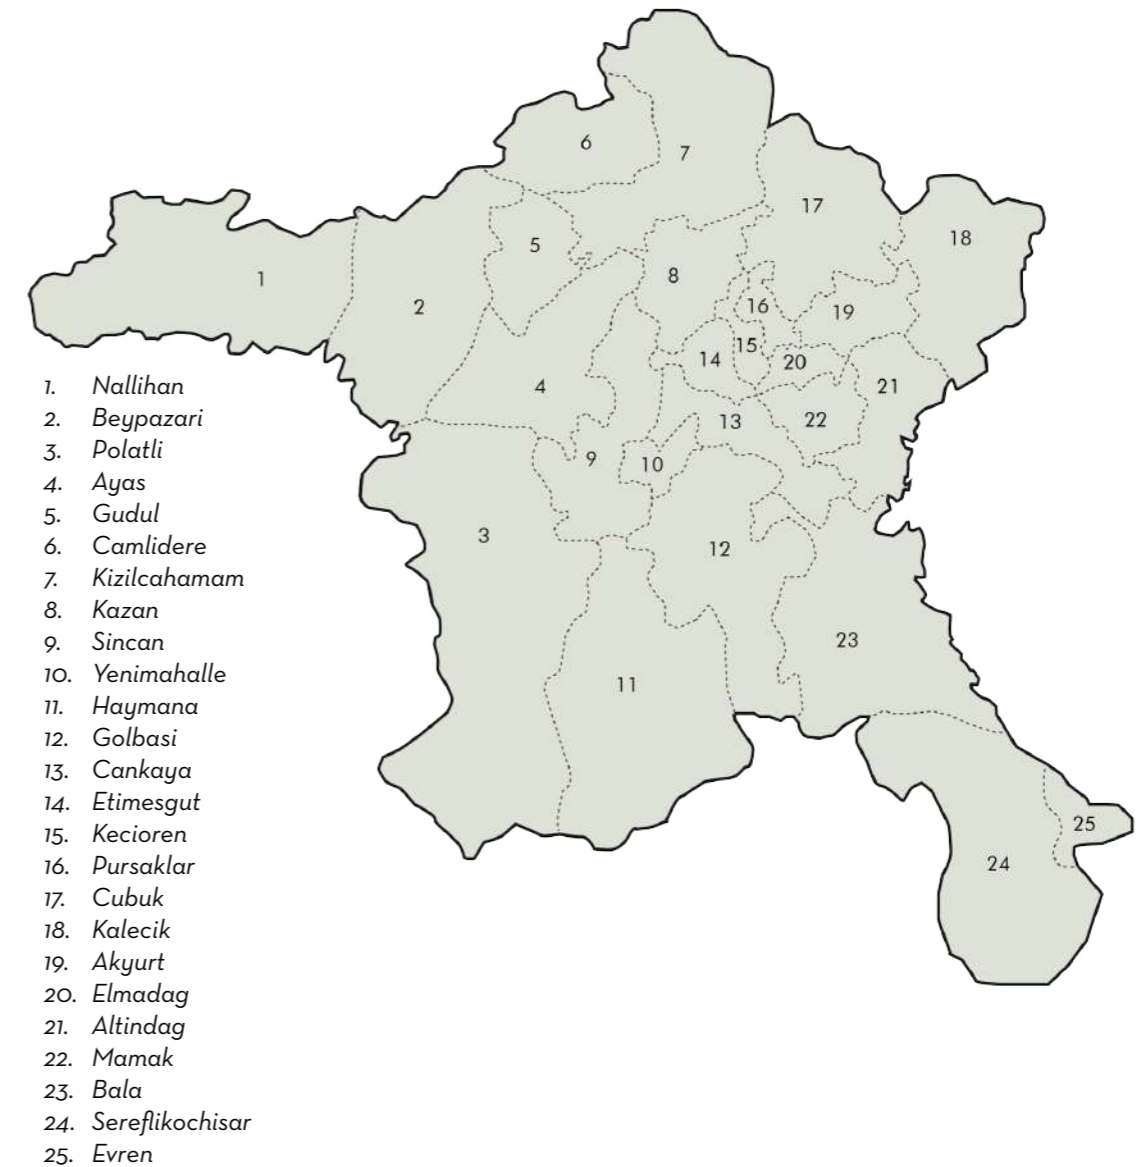 6
7
17
18
5
1
8
2
16
19
15
14
20
4
21
13
22
9
10
3
12
23
11
25
24
1. Nallihan
2. Beypazari
3. Polatli
4. Ayas
5. Gudul
6. Camlidere
7. Kizilcahamam
8. Kazan
9. Sincan
10. Yenimahalle
11. Haymana
12. Golbasi
13. Cankaya
14. Etimesgut
15. Kecioren
16. Pursaklar
17. Cubuk
18. Kalecik
19. Akyurt
20. Elmadag
21. Altindag
22. Mamak
23. Bala
24. Sereflikochisar
25. Evren